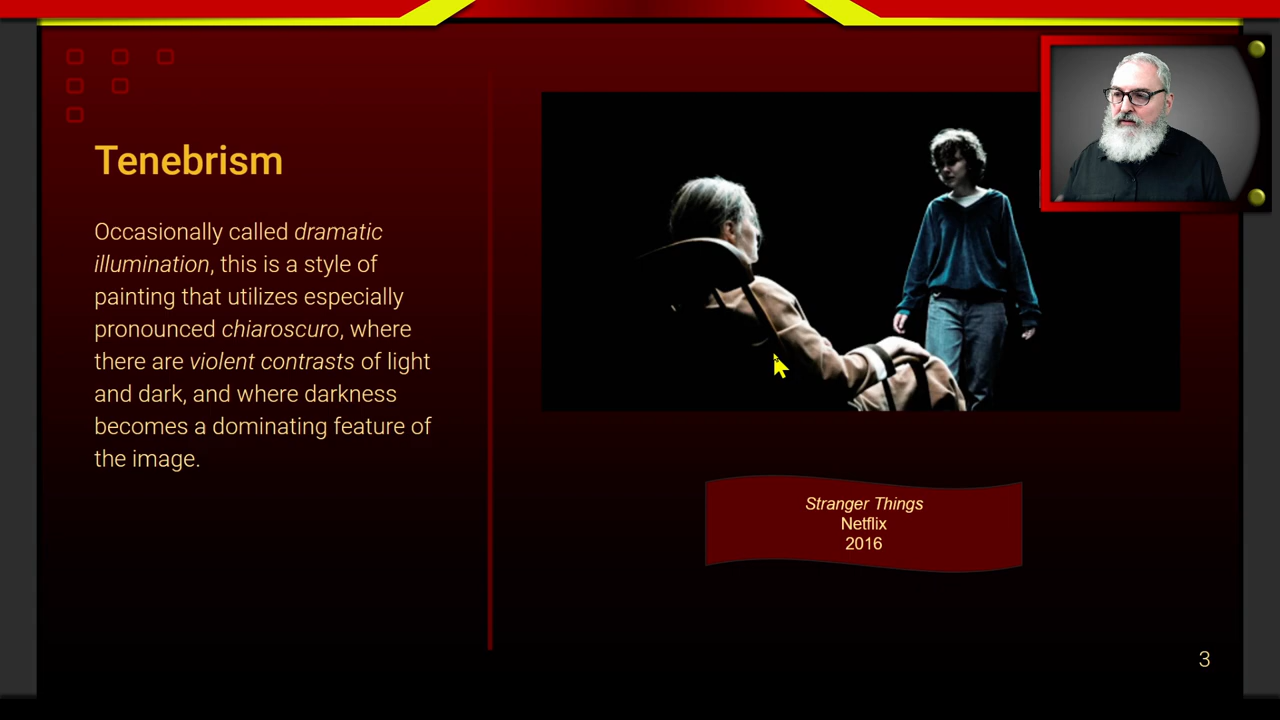 Tenebrism
Occasionally called dramatic
illumination, this is a style of
painting that utilizes especially
pronounced chiaroscuro, where
there are violent contrasts of light
and dark, and where darkness
becomes a dominating feature of
the image.
Stranger Things
Netflix
2016
3